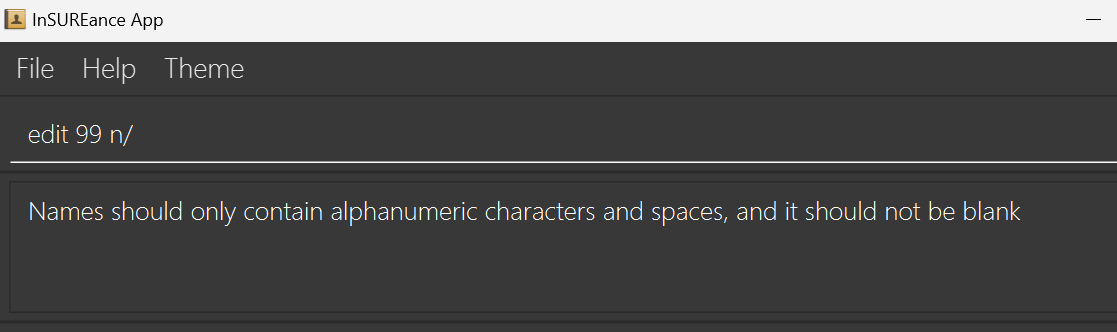 InSUREance App
File Help Theme
edit 99 n/
Names should only contain alphanumeric characters and spaces, and it should not be blank